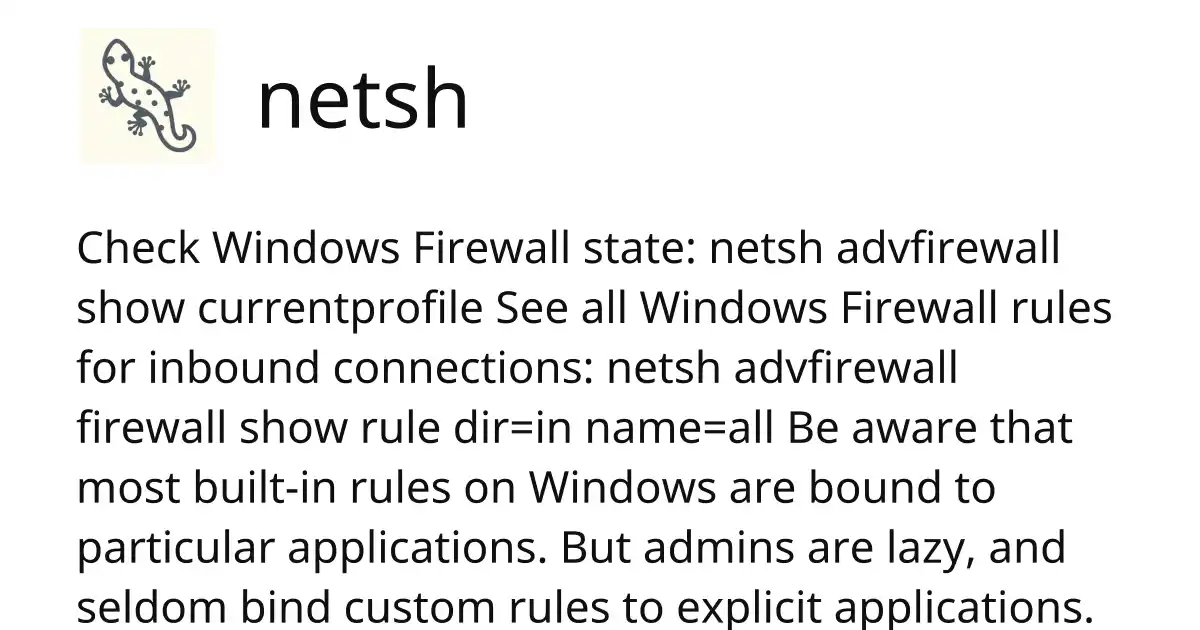 netsh
Check Windows Firewall state: netsh advfirewall
show currentprofile See all Windows Firewall rules
for inbound connections: netsh advfirewall
firewall show rule dir=in name=all Be aware that
most built-in rules on Windows are bound to
particular applications. But admins are lazy, and
seldom bind custom rules to explicit applications.